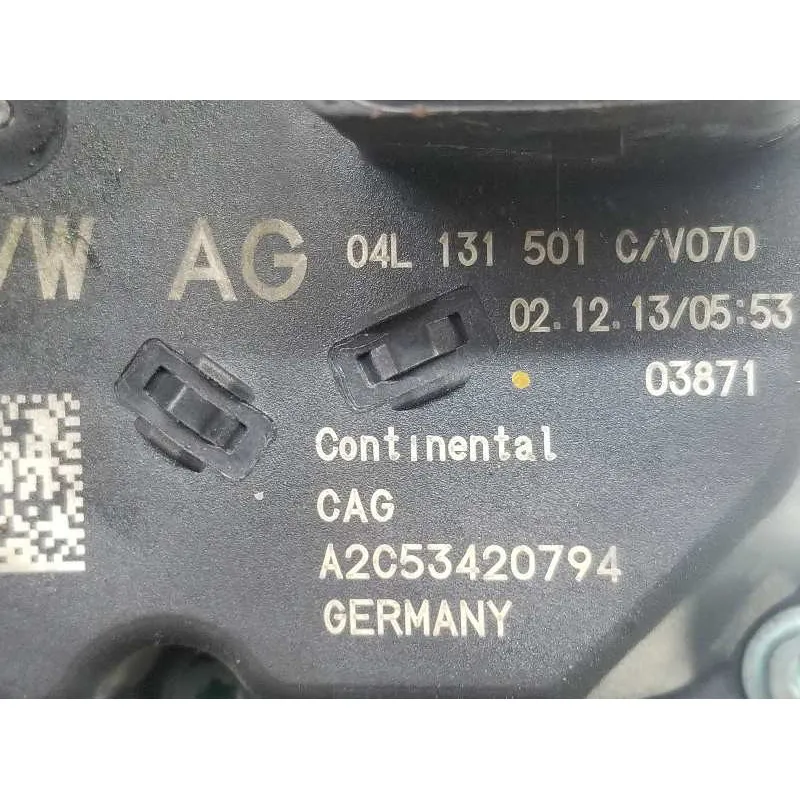 VW AG 04L 131 501 C/V070
02.12.13/05:53
03871
Continental
CAG
A2C53420794
GERMANY